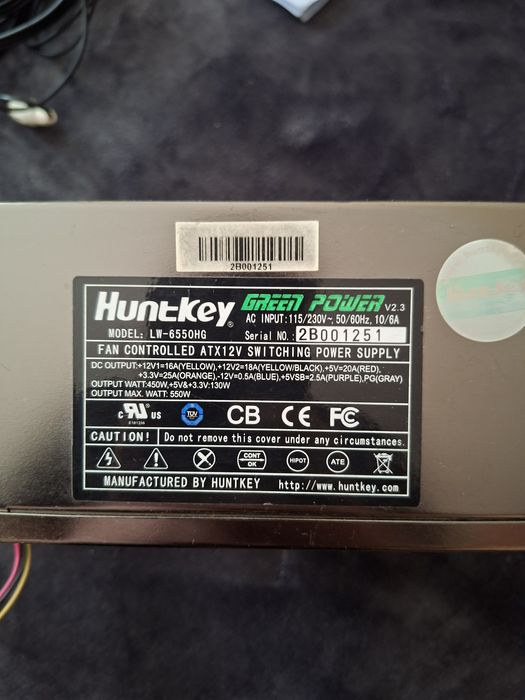 2B001251
HuntKey® GREEN POWER V2.3
AC INPUT:115/230V~, 50/60Hz, 10/6A
MODEL: LW-6550HG Serial NO.: 2B001251
FAN CONTROLLED ATX12V SWITCHING POWER SUPPLY
DC OUTPUT:+12V1=16A(YELLOW),+12V2=18A(YELLOW/BLACK),+5V=20A(RED),
+3.3V=25A(ORANGE),-12V=0.5A(BLUE),+5VSB=2.5A(PURPLE),PG(GRAY)
OUTPUT WATT:450W,+5V&+3.3V:130W
OUTPUT MAX. WATT: 550W
c RU US TUV CB CE FC
CAUTION! Do not remove this cover under any circumstances.
CONT OK HIPOT ATE
MANUFACTURED BY HUNTKEY http://www.huntkey.com